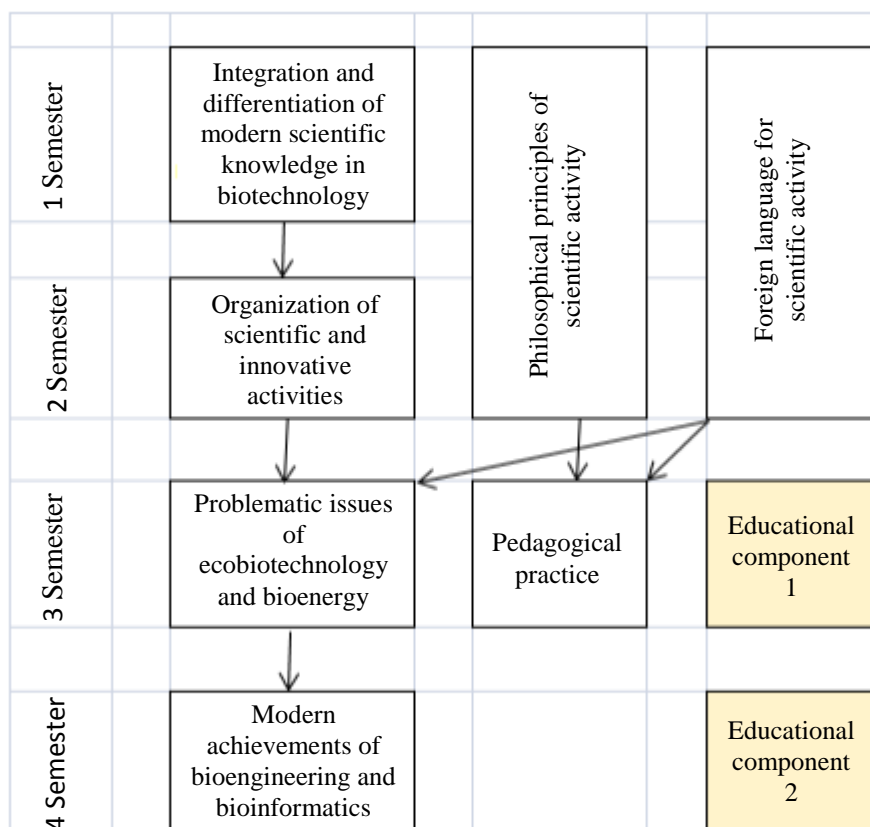 1 Semester
Integration and
differentiation of
modern scientific
knowledge in
biotechnology
Philosophical principles of
scientific activity
Foreign language for
scientific activity
2 Semester
Organization of
scientific and
innovative
activities
3 Semester
Problematic issues
of
ecobiotechnology
and bioenergy
Pedagogical
practice
Educational
component
1
4 Semester
Modern
achievements of
bioengineering and
bioinformatics
Educational
component
2